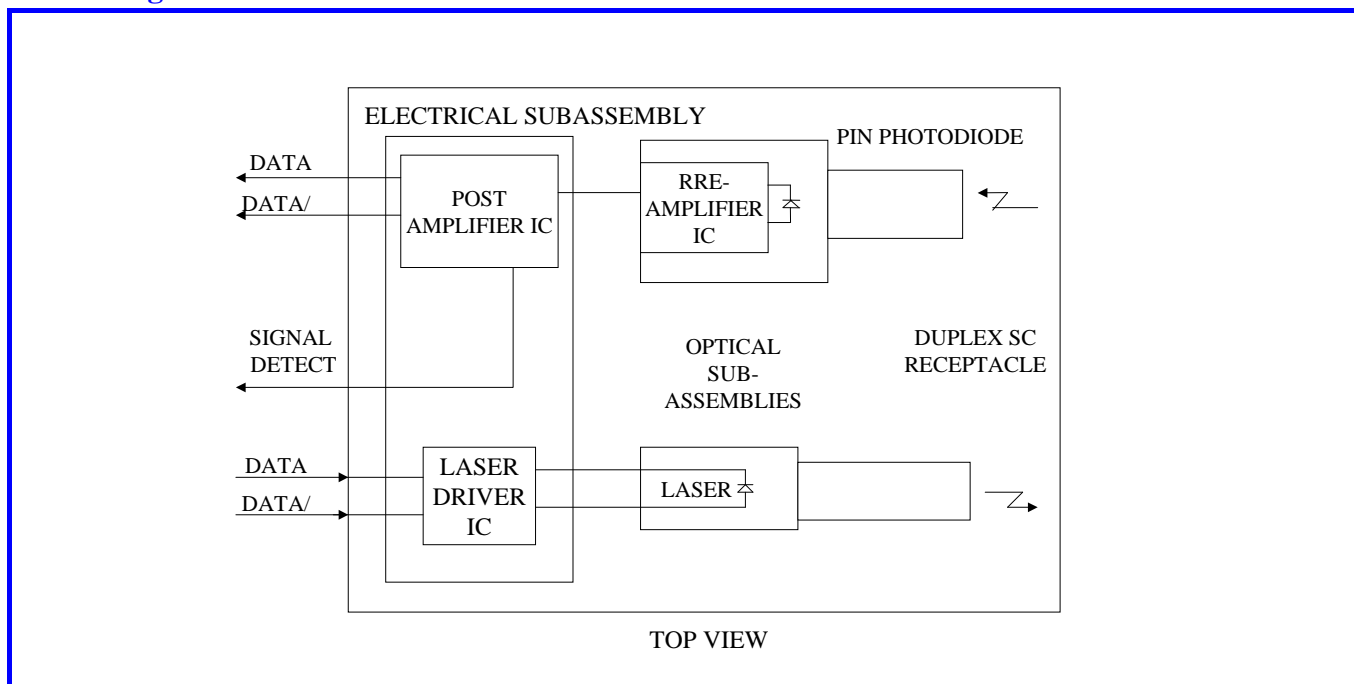 ELECTRICAL SUBASSEMBLY
PIN PHOTODIODE
DATA
DATA/
POST
AMPLIFIER IC
RRE-
AMPLIFIER
IC
SIGNAL
DETECT
OPTICAL
SUB-
ASSEMBLIES
DUPLEX SC
RECEPTACLE
DATA
DATA/
LASER
DRIVER
IC
LASER
TOP VIEW